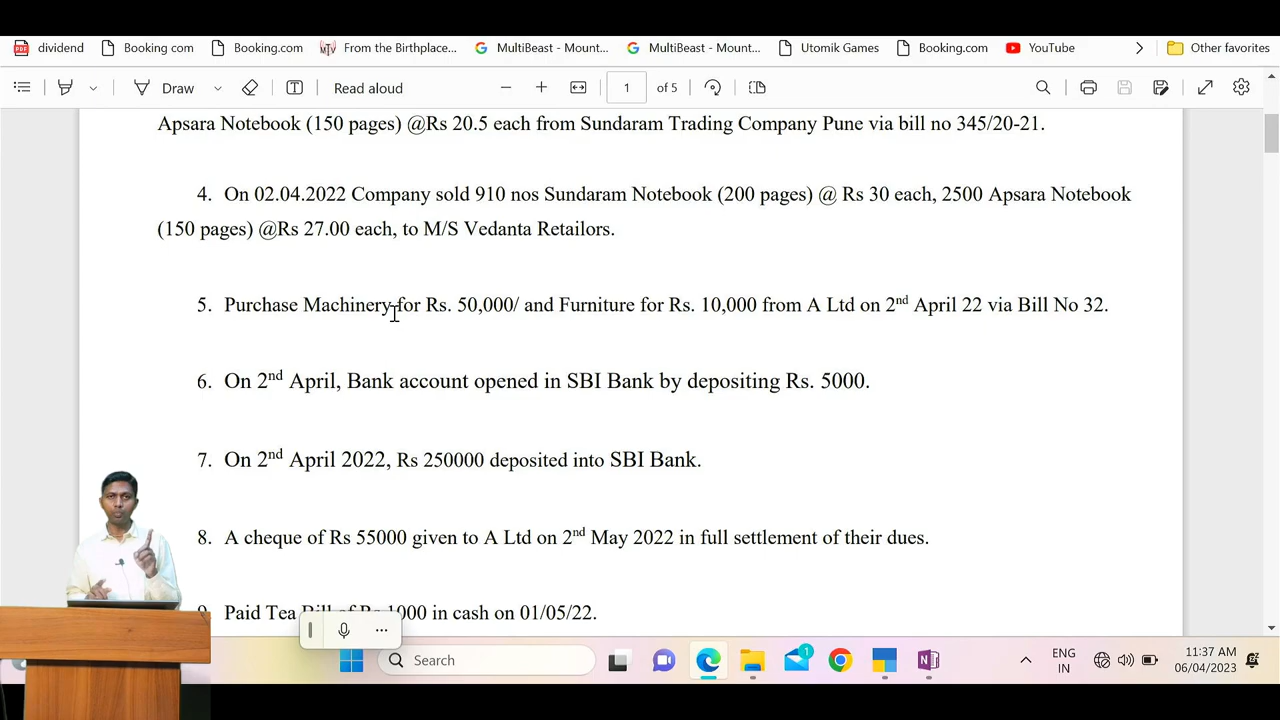 dividend Booking com Booking.com From the Birthplace... MultiBeast - Mount... MultiBeast - Mount... Utomik Games Booking.com YouTube Other favorites
Draw Read aloud 1 of 5
Apsara Notebook (150 pages) @Rs 20.5 each from Sundaram Trading Company Pune via bill no 345/20-21.
4. On 02.04.2022 Company sold 910 nos Sundaram Notebook (200 pages) @ Rs 30 each, 2500 Apsara Notebook
(150 pages) @Rs 27.00 each, to M/S Vedanta Retailors.
5. Purchase Machinery for Rs. 50,000/ and Furniture for Rs. 10,000 from A Ltd on 2nd April 22 via Bill No 32.
6. On 2nd April, Bank account opened in SBI Bank by depositing Rs. 5000.
7. On 2nd April 2022, Rs 250000 deposited into SBI Bank.
8. A cheque of Rs 55000 given to A Ltd on 2nd May 2022 in full settlement of their dues.
9. Paid Tea Bill of Rs 1000 in cash on 01/05/22.
Search 1 ENG 11:37 AM
IN 06/04/2023